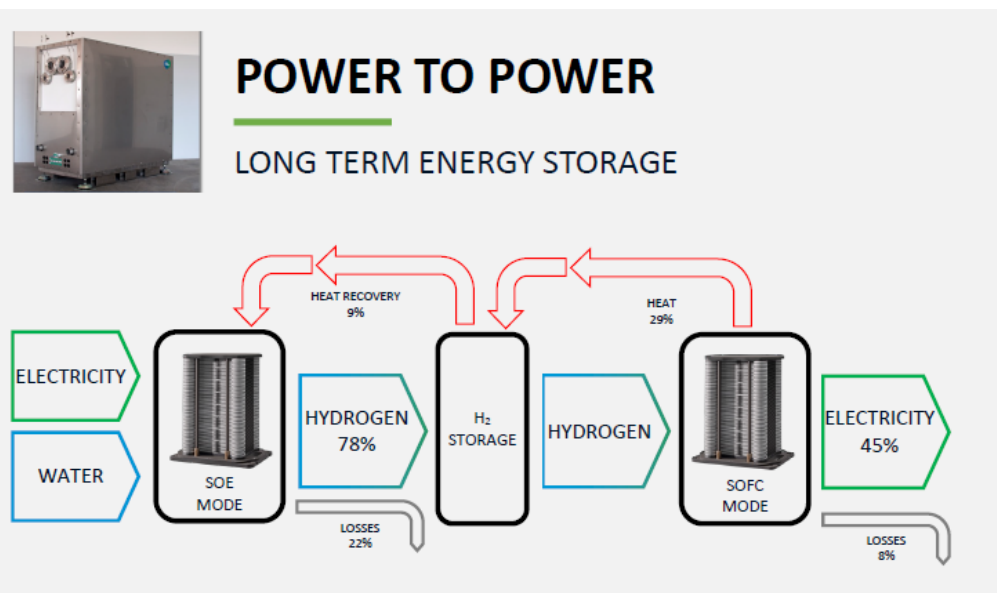 POWER TO POWER
LONG TERM ENERGY STORAGE
HEAT RECOVERY
9%
HEAT
29%
ELECTRICITY
WATER
SOE
MODE
HYDROGEN
78%
LOSSES
22%
H₂
STORAGE
HYDROGEN
SOFC
MODE
ELECTRICITY
45%
LOSSES
8%